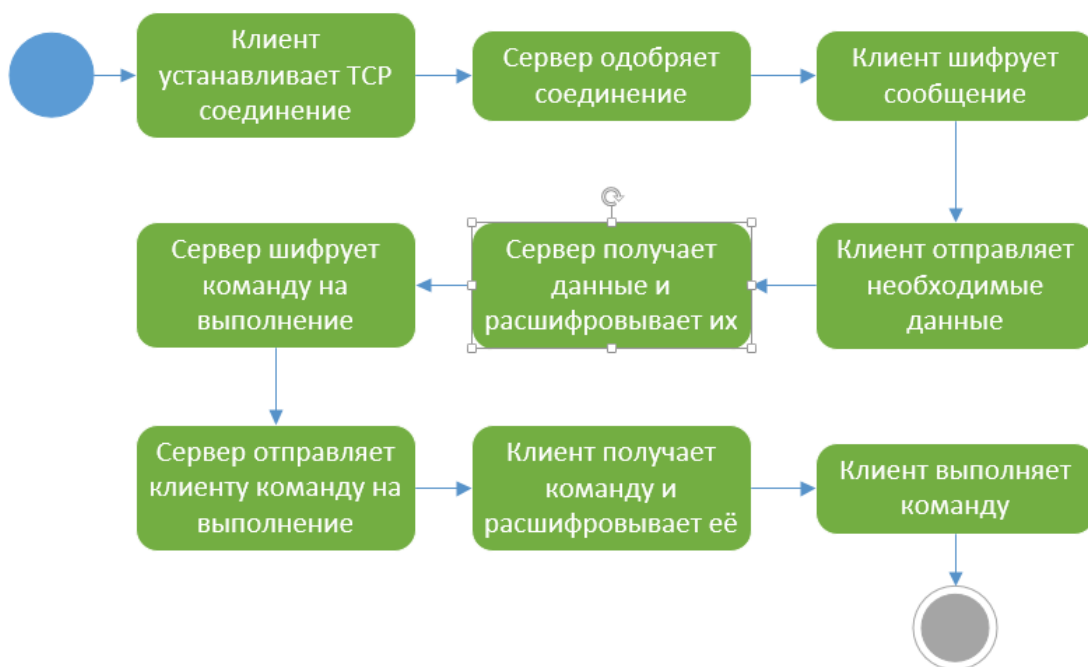 Клиент
устанавливает TCP
соединение
Сервер одобряет
соединение
Клиент шифрует
сообщение
Клиент отправляет
необходимые
данные
Сервер получает
данные и
расшифровывает их
Сервер шифрует
команду на
выполнение
Сервер отправляет
клиенту команду на
выполнение
Клиент получает
команду и
расшифровывает её
Клиент выполняет
команду